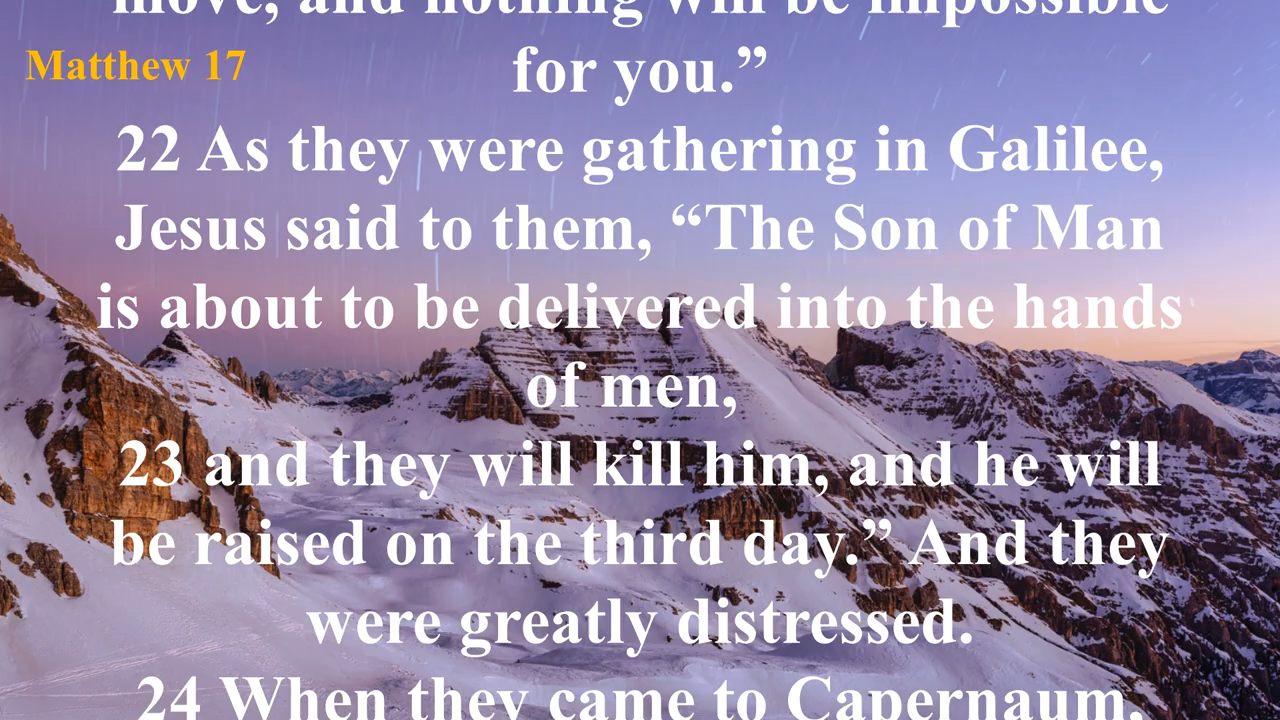 move, and nothing will be impossible
Matthew 17
for you.”
22 As they were gathering in Galilee,
Jesus said to them, “The Son of Man
is about to be delivered into the hands
of men,
23 and they will kill him, and he will
be raised on the third day.” And they
were greatly distressed.
24 When they came to Capernaum,